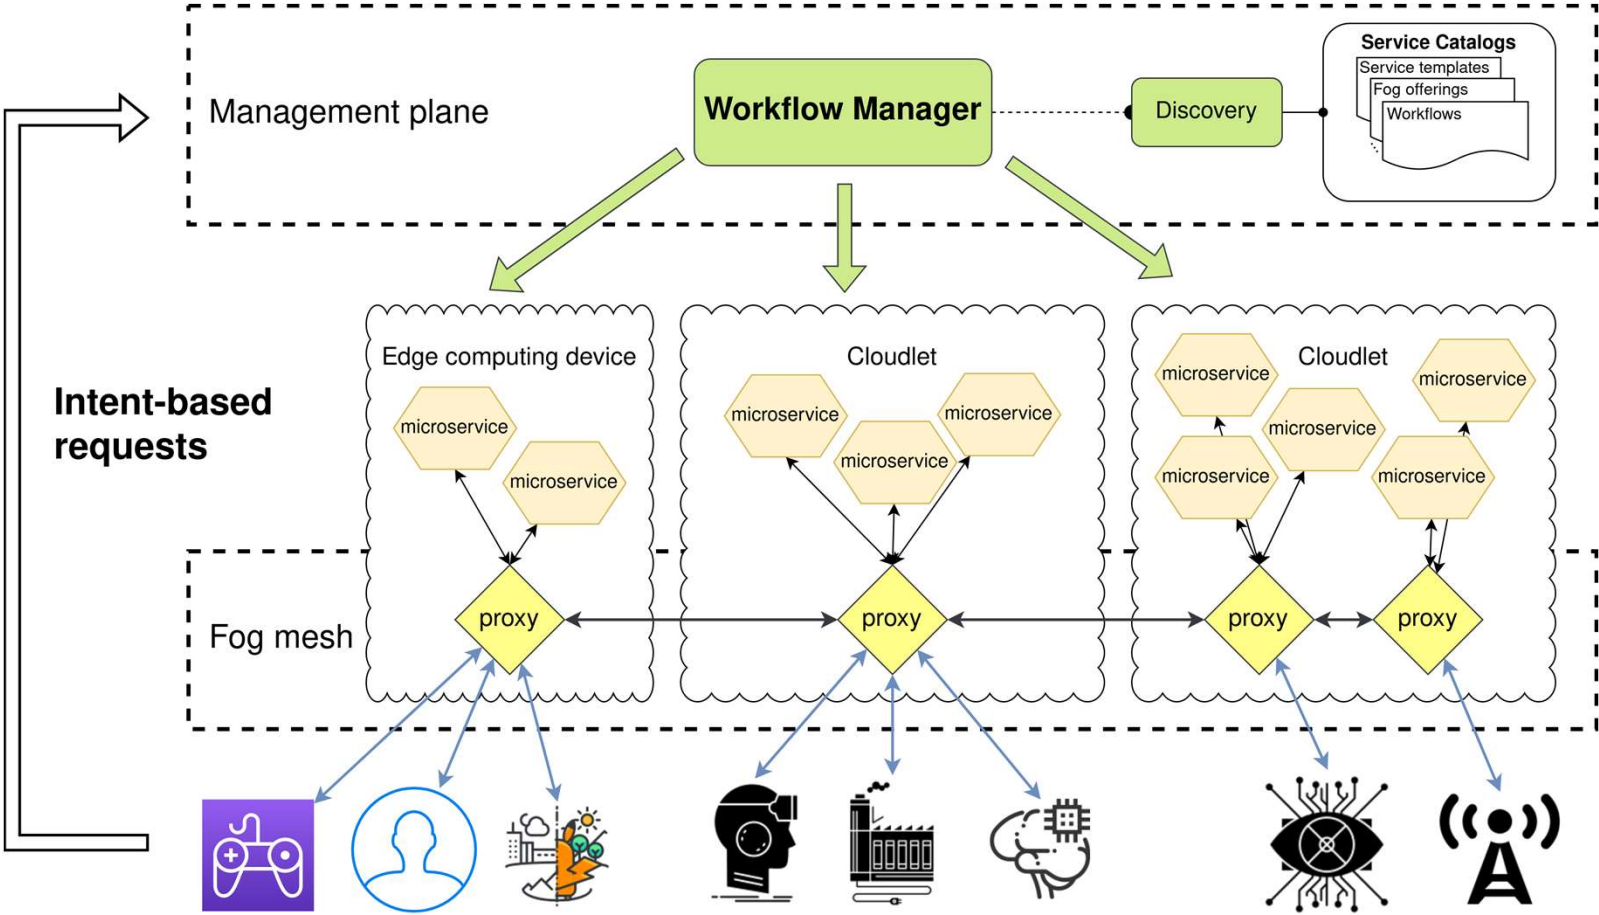 Service Catalogs
Service templates
Fog offerings
Workflows
Management plane
Workflow Manager
Discovery
Intent-based
requests
Edge computing device
microservice
microservice
Cloudlet
microservice
microservice
microservice
Cloudlet
microservice
microservice
microservice
microservice
microservice
Fog mesh
proxy
proxy
proxy
proxy